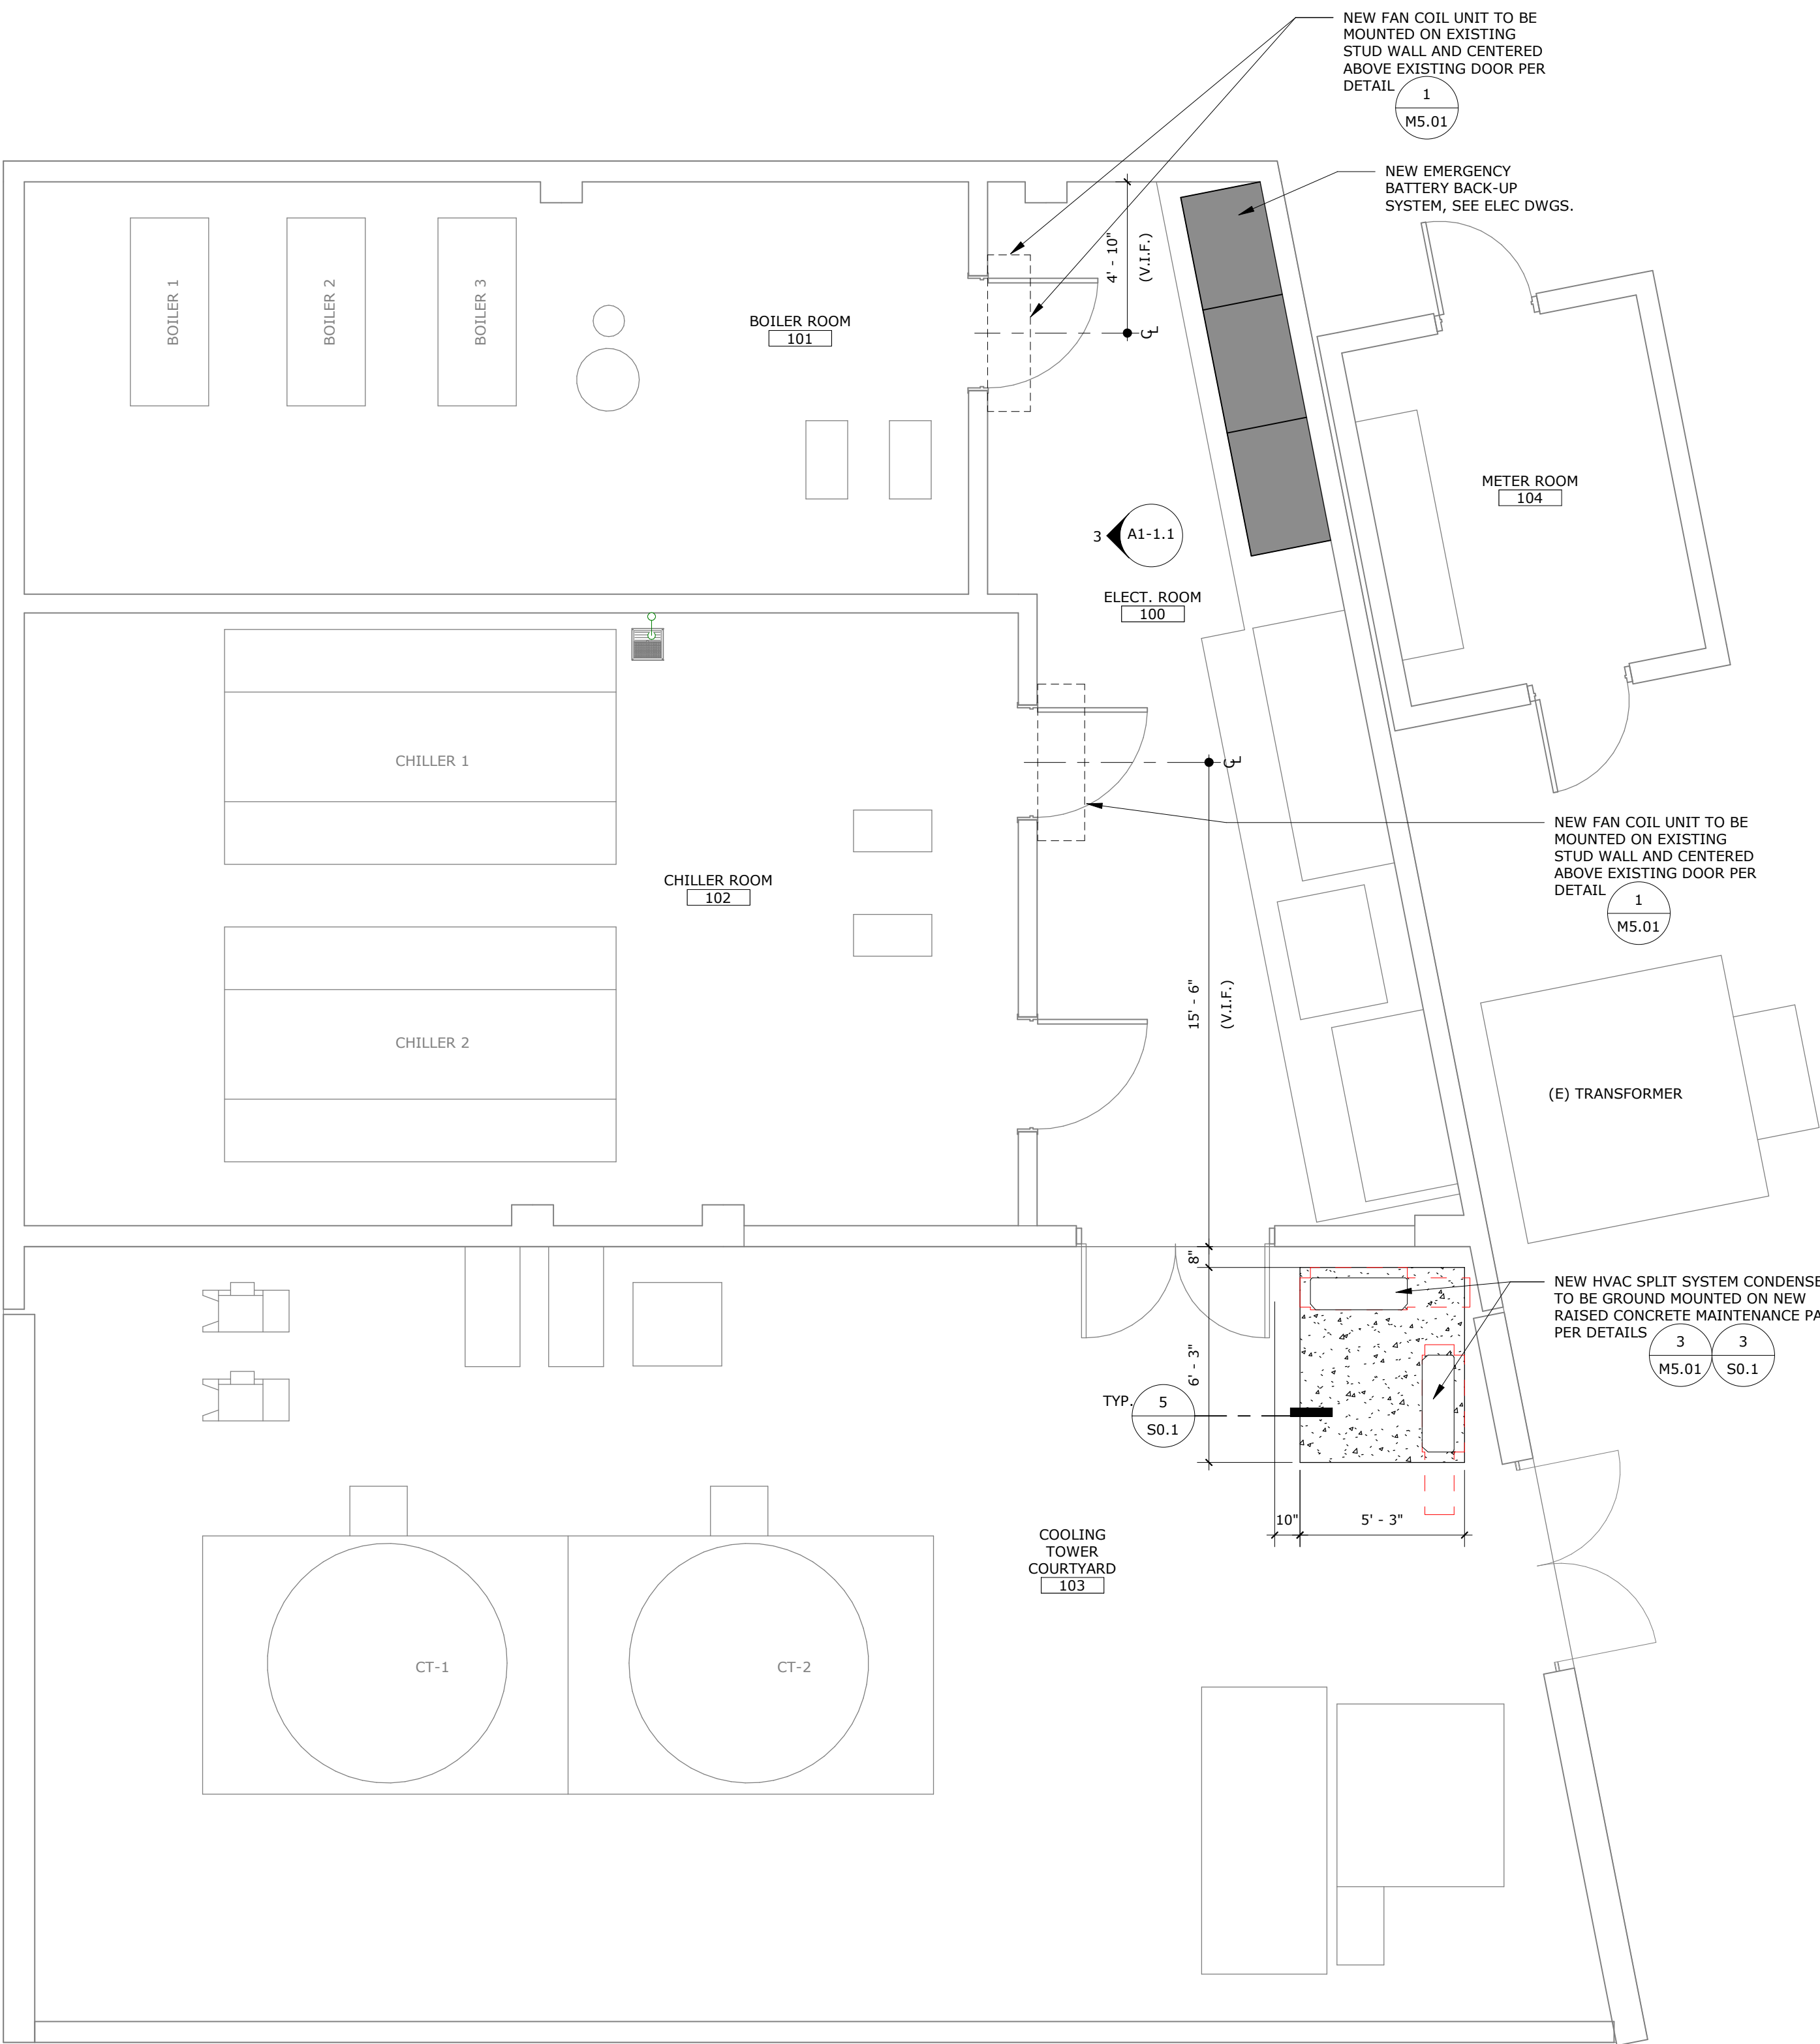 NEW FAN COIL UNIT TO BE
MOUNTED ON EXISTING
STUD WALL AND CENTERED
ABOVE EXISTING DOOR PER
DETAIL
1
M5.01
NEW EMERGENCY
BATTERY BACK-UP
SYSTEM, SEE ELEC DWGS.
4' - 10"
(V.I.F.)
BOILER 1
BOILER 2
BOILER 3
BOILER ROOM
101
CL
METER ROOM
104
3
A1-1.1
ELECT. ROOM
100
CHILLER 1
CL
NEW FAN COIL UNIT TO BE
MOUNTED ON EXISTING
STUD WALL AND CENTERED
ABOVE EXISTING DOOR PER
DETAIL
1
M5.01
CHILLER ROOM
102
15' - 6"
(V.I.F.)
CHILLER 2
(E) TRANSFORMER
8"
NEW HVAC SPLIT SYSTEM
TO BE GROUND MOUNTED ON NEW
RAISED CONCRETE MAINTENANCE
PER DETAILS
3
M5.01
3
S0.1
6' - 3"
TYP.
5
S0.1
10"
5' - 3"
COOLING
TOWER
COURTYARD
103
CT-1
CT-2